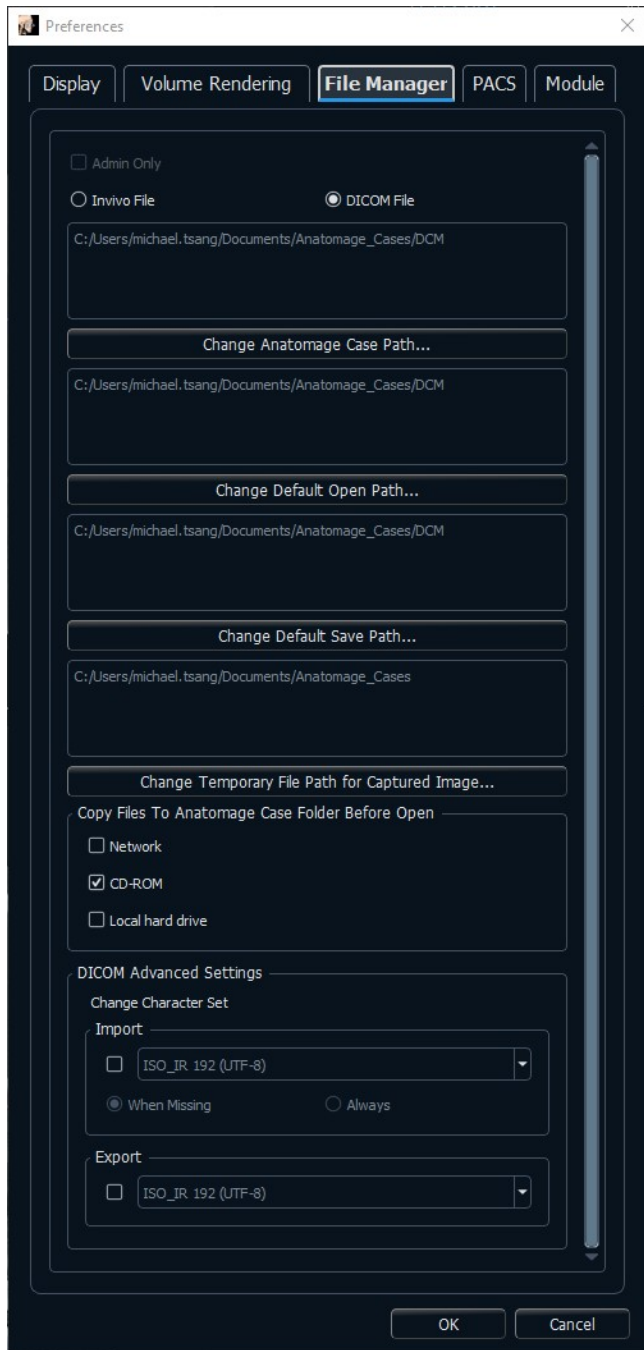 Preferences
Display Volume Rendering File Manager PACS Module
Admin Only
Invivo File DICOM File
C:/Users/michael.tsang/Documents/Anatomage_Cases/DCM
Change Anatomage Case Path...
C:/Users/michael.tsang/Documents/Anatomage_Cases/DCM
Change Default Open Path...
C:/Users/michael.tsang/Documents/Anatomage_Cases/DCM
Change Default Save Path...
C:/Users/michael.tsang/Documents/Anatomage_Cases
Change Temporary File Path for Captured Image...
Copy Files To Anatomage Case Folder Before Open
Network
CD-ROM
Local hard drive
DICOM Advanced Settings
Change Character Set
Import
ISO_IR 192 (UTF-8)
When Missing Always
Export
ISO_IR 192 (UTF-8)
OK Cancel